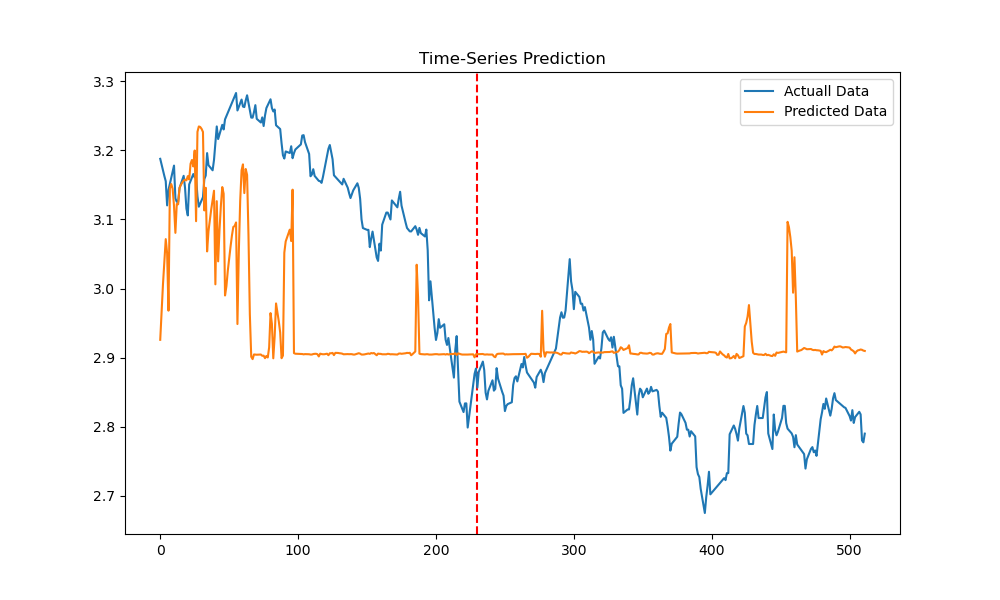 Time-Series Prediction
Actuall Data
Predicted Data
3.3
3.2
3.1
3.0
2.9
2.8
2.7
0 100 200 300 400 500